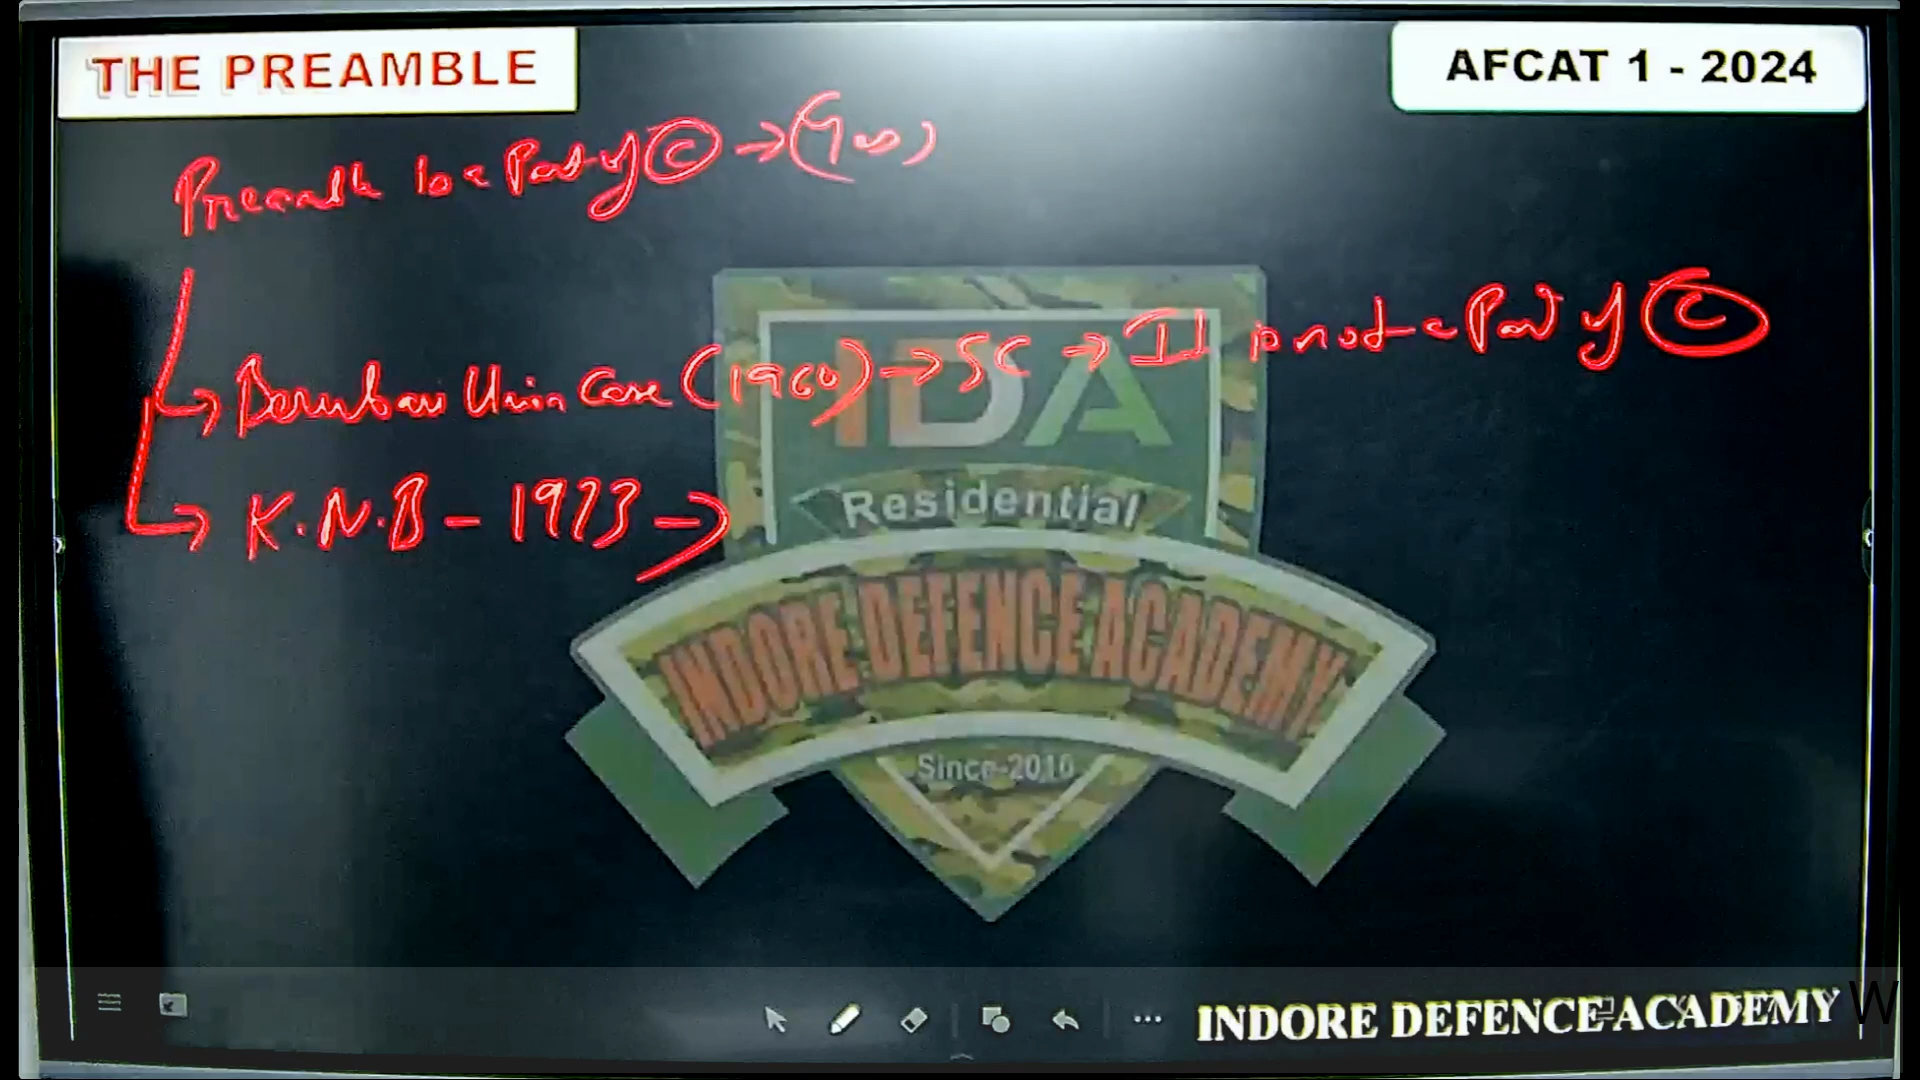 THE PREAMBLE
AFCAT 1 - 2024
Preamble is a Part of C → (Yes)
→ Berubari Union Case (1960) → SC → It is not a Part of C
→ K.N.B - 1973 →
IDA
Residential
INDORE DEFENCE ACADEMY
Since-2010
INDORE DEFENCE ACADEMY
W